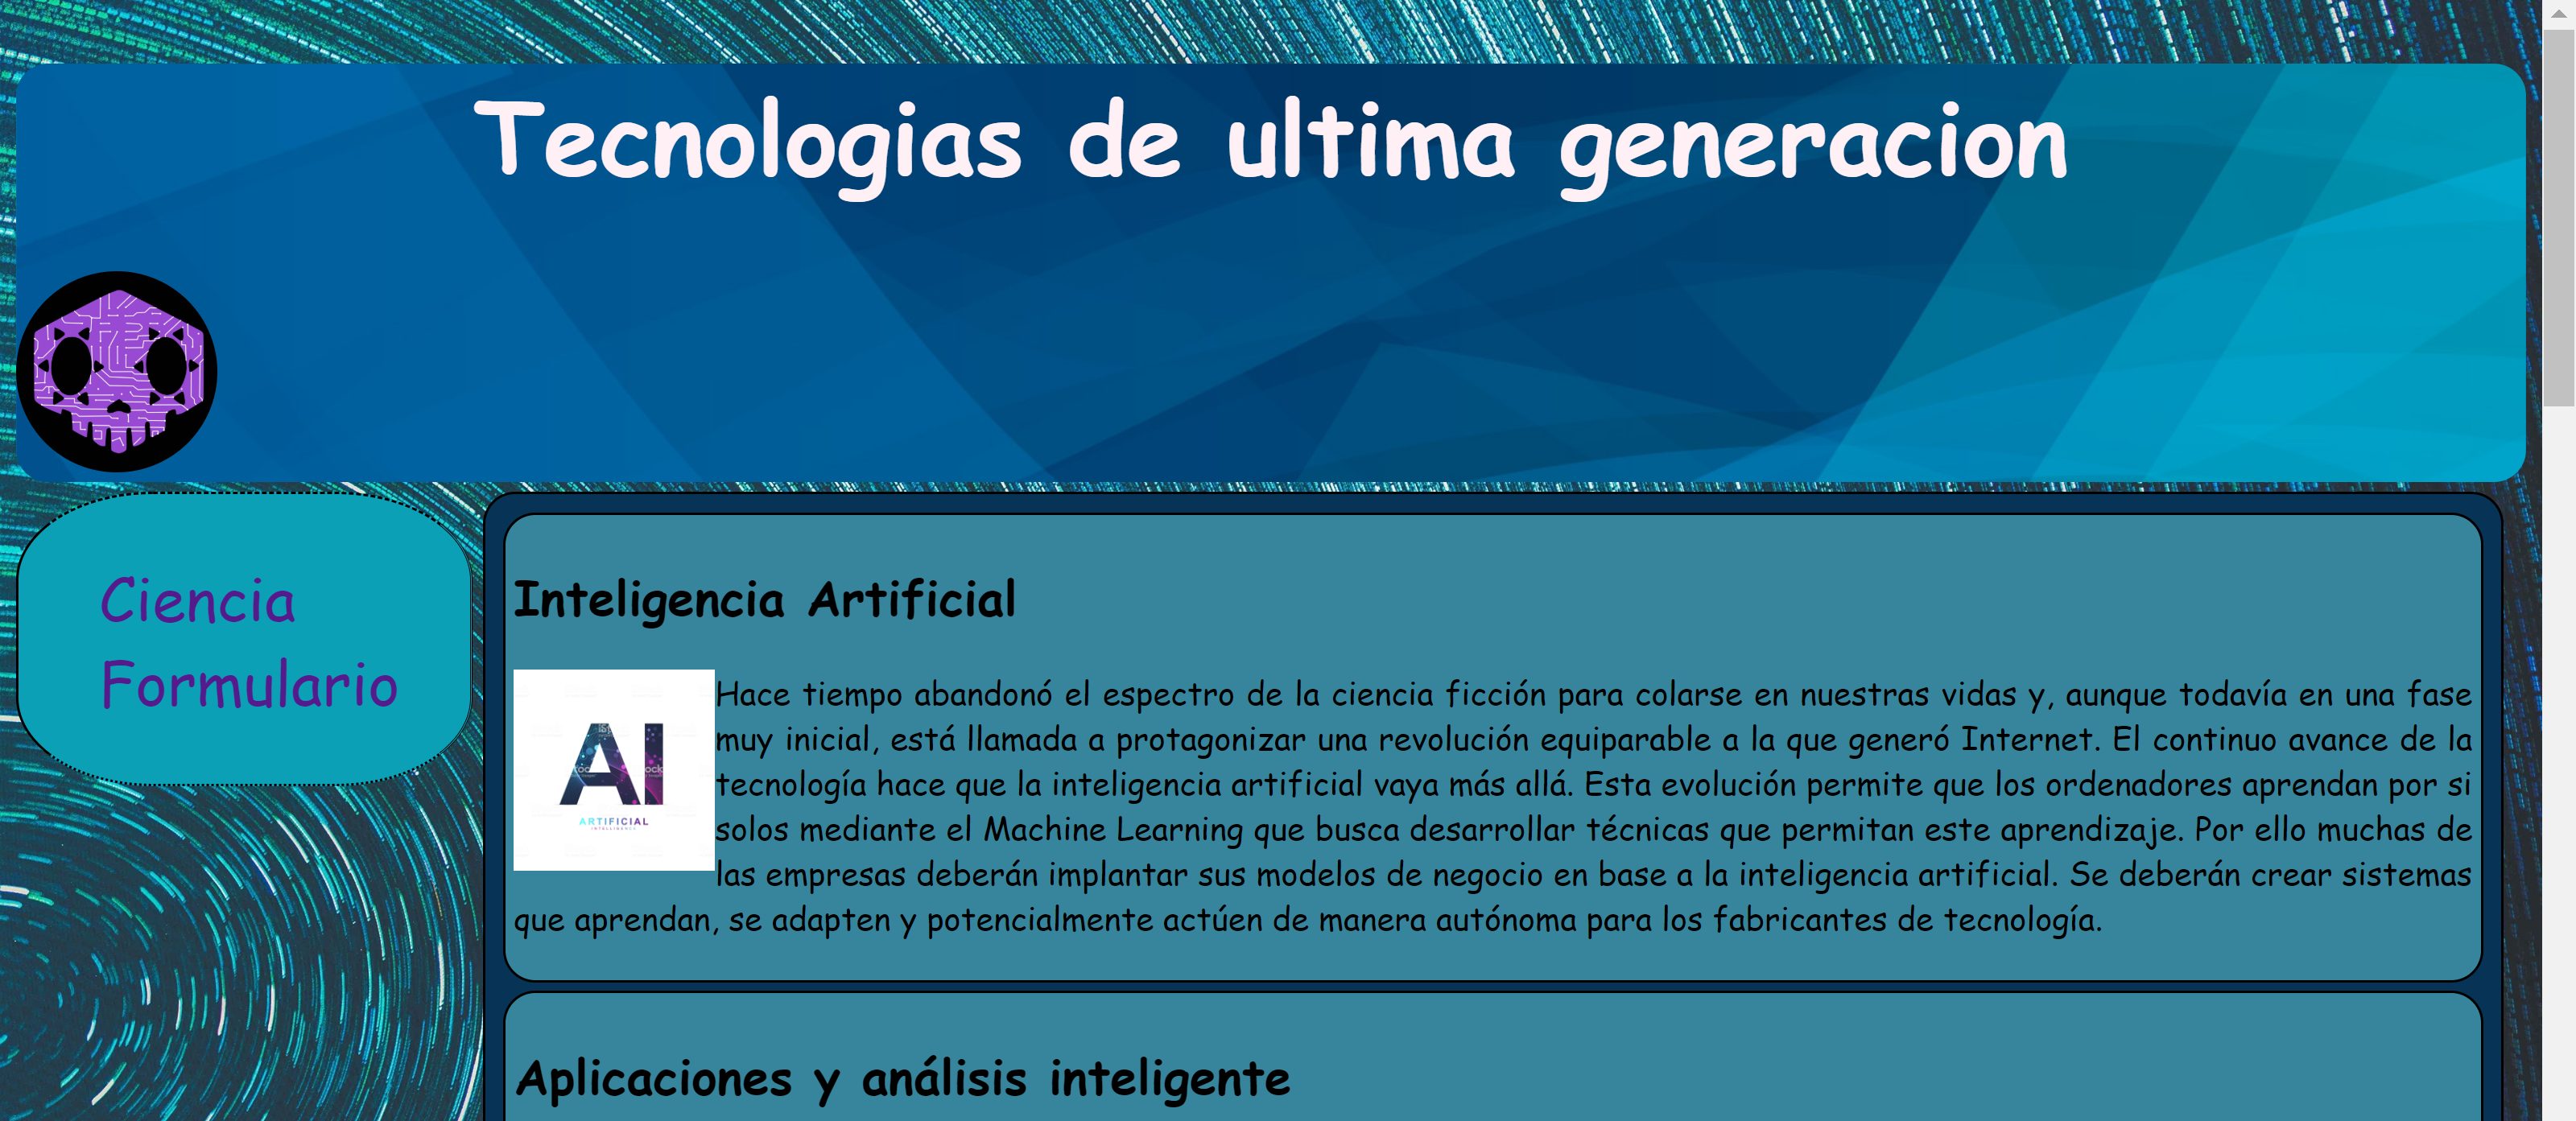 Tecnologias de ultima generacion
Ciencia
Formulario
Inteligencia Artificial
AI
ARTIFICIAL
INTELLIGENCE
Hace tiempo abandonó el espectro de la ciencia ficción para colarse en nuestras vidas y, aunque todavía en una fase
muy inicial, está llamada a protagonizar una revolución equiparable a la que generó Internet. El continuo avance de la
tecnología hace que la inteligencia artificial vaya más allá. Esta evolución permite que los ordenadores aprendan por si
solos mediante el Machine Learning que busca desarrollar técnicas que permitan este aprendizaje. Por ello muchas de
las empresas deberán implantar sus modelos de negocio en base a la inteligencia artificial. Se deberán crear sistemas
que aprendan, se adapten y potencialmente actúen de manera autónoma para los fabricantes de tecnología.
Aplicaciones y análisis inteligente